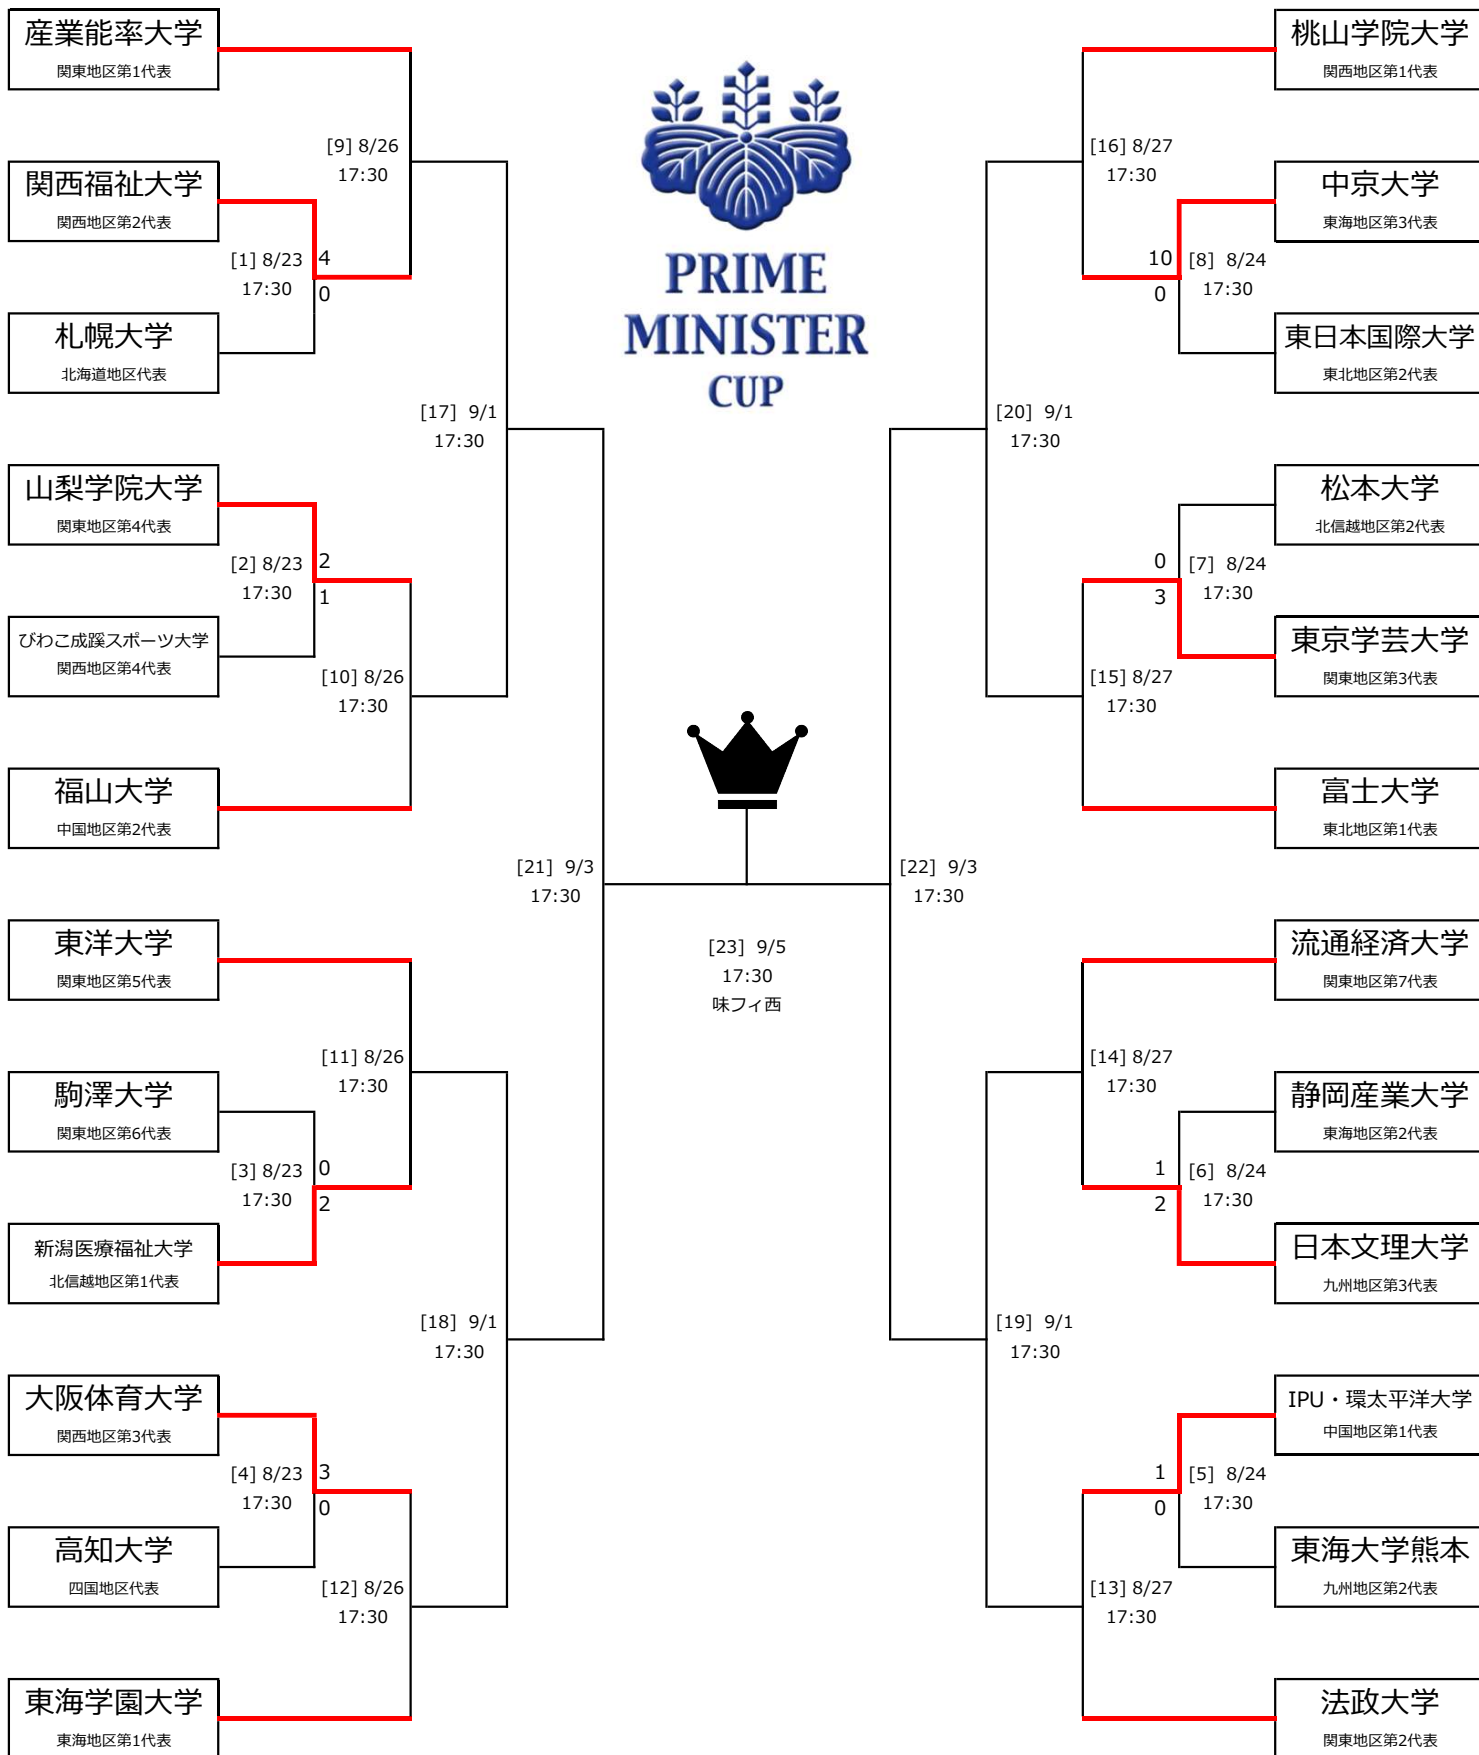 産業能率大学
関東地区第1代表
[9] 8/26
17:30
関西福祉大学
関西地区第2代表
[1] 8/23
17:30
4
0
札幌大学
北海道地区代表
[17] 9/1
17:30
山梨学院大学
関東地区第4代表
[2] 8/23
17:30
2
1
びわこ成蹊スポーツ大学
関西地区第4代表
[10] 8/26
17:30
福山大学
中国地区第2代表
[21] 9/3
17:30
東洋大学
関東地区第5代表
[11] 8/26
17:30
駒澤大学
関東地区第6代表
[3] 8/23
17:30
0
2
新潟医療福祉大学
北信越地区第1代表
[18] 9/1
17:30
大阪体育大学
関西地区第3代表
[4] 8/23
17:30
3
0
高知大学
四国地区代表
[12] 8/26
17:30
東海学園大学
東海地区第1代表
PRIME
MINISTER
CUP
[23] 9/5
17:30
味フィ西
桃山学院大学
関西地区第1代表
[16] 8/27
17:30
中京大学
東海地区第3代表
10
0
[8] 8/24
17:30
東日本国際大学
東北地区第2代表
[20] 9/1
17:30
松本大学
北信越地区第2代表
0
3
[7] 8/24
17:30
東京学芸大学
関東地区第3代表
[15] 8/27
17:30
富士大学
東北地区第1代表
[22] 9/3
17:30
流通経済大学
関東地区第7代表
[14] 8/27
17:30
静岡産業大学
東海地区第2代表
1
2
[6] 8/24
17:30
日本文理大学
九州地区第3代表
[19] 9/1
17:30
IPU・環太平洋大学
中国地区第1代表
1
0
[5] 8/24
17:30
東海大学熊本
九州地区第2代表
[13] 8/27
17:30
法政大学
関東地区第2代表